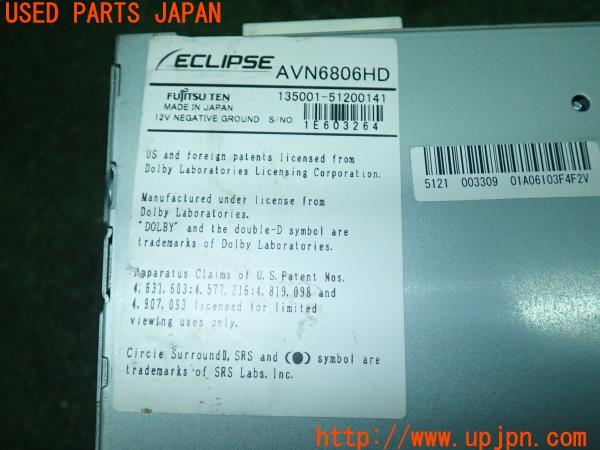 USED PARTS JAPAN
ECLIPSE AVN6806HD
FUJITSU TEN 135001-51200141
MADE IN JAPAN
12V NEGATIVE GROUND S/NO 1E603264
US and foreign patents licensed from
Dolby Laboratories Licensing Corporation.
5121 003309 01A06I03F4F2V
Manufactured under license from
Dolby Laboratories.
"DOLBY" and the double-D symbol are
trademarks of Dolby Laboratories.
Apparatus Claims of U.S. Patent Nos.
4,631,603;4,577,216;4,819,098 and
4,907,093 licensed for limited
viewing uses only.
Circle SurroundⅡ, SRS and (●) symbol are
trademarks of SRS Labs, Inc.
http://www.upjpn.com/